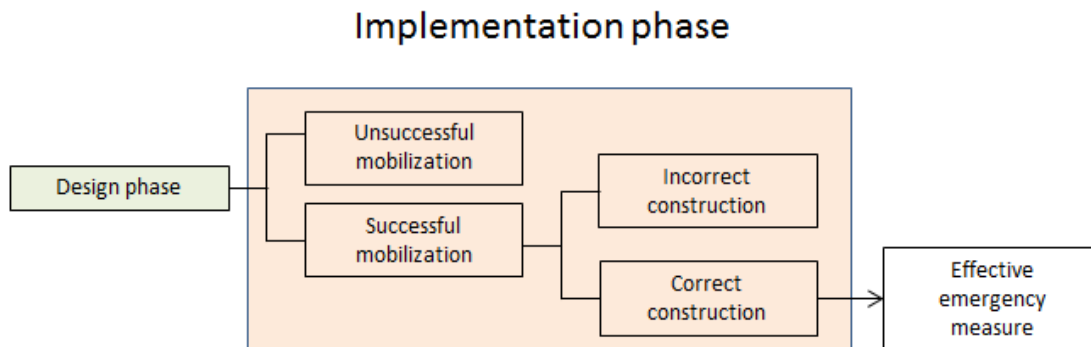 Implementation phase
Unsuccessful
mobilization
Design phase
Incorrect
construction
Successful
mobilization
Correct
construction
Effective
emergency
measure